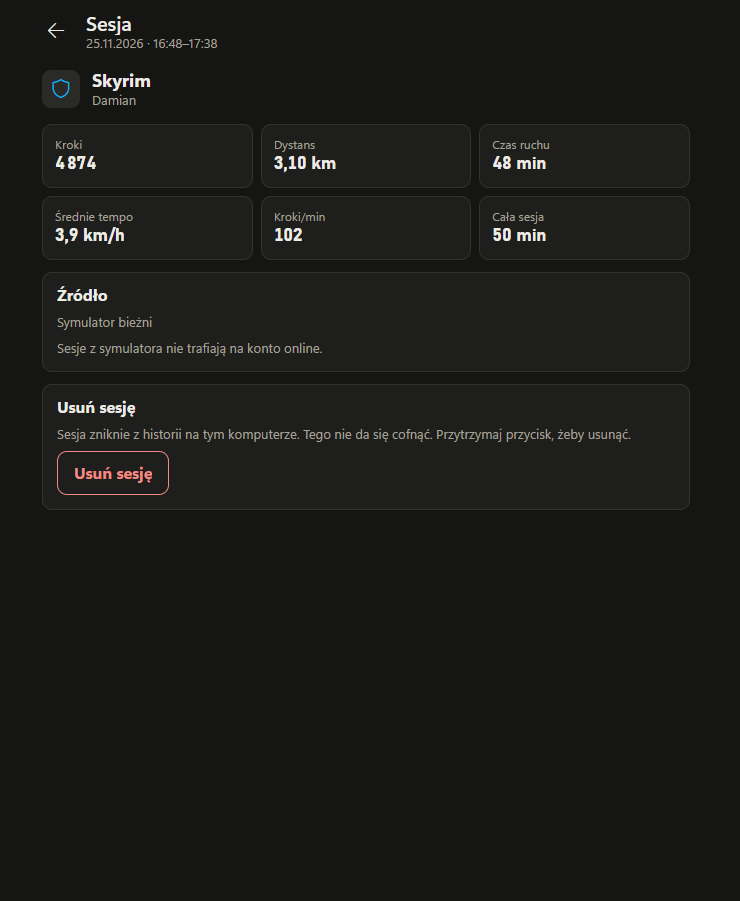 Sesja
25.11.2026 · 16:48–17:38
Skyrim
Damian
Kroki
4 874
Dystans
3,10 km
Czas ruchu
48 min
Średnie tempo
3,9 km/h
Kroki/min
102
Cała sesja
50 min
Źródło
Symulator bieżni
Sesje z symulatora nie trafiają na konto online.
Usuń sesję
Sesja zniknie z historii na tym komputerze. Tego nie da się cofnąć. Przytrzymaj przycisk, żeby usunąć.
Usuń sesję